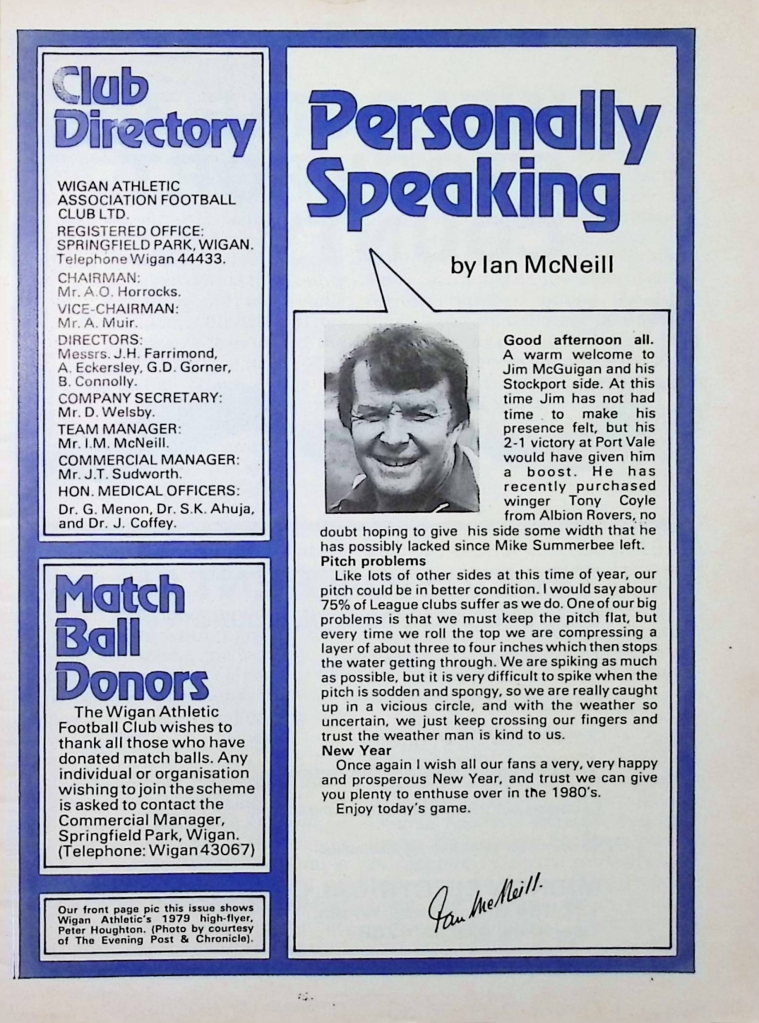 Club
Directory
WIGAN ATHLETIC
ASSOCIATION FOOTBALL
CLUB LTD.
REGISTERED OFFICE:
SPRINGFIELD PARK, WIGAN.
Telephone Wigan 44433.
CHAIRMAN:
Mr. A.O. Horrocks.
VICE-CHAIRMAN:
Mr. A. Muir.
DIRECTORS:
Messrs. J.H. Farrimond,
A. Eckersley, G.D. Gorner,
B. Connolly.
COMPANY SECRETARY:
Mr. D. Welsby.
TEAM MANAGER:
Mr. I.M. McNeill.
COMMERCIAL MANAGER:
Mr. J.T. Sudworth.
HON. MEDICAL OFFICERS:
Dr. G. Menon, Dr. S.K. Ahuja,
and Dr. J. Coffey.
Match
Ball
Donors
The Wigan Athletic
Football Club wishes to
thank all those who have
donated match balls. Any
individual or organisation
wishing to join the scheme
is asked to contact the
Commercial Manager,
Springfield Park, Wigan.
(Telephone: Wigan 43067)
Our front page pic this issue shows
Wigan Athletic's 1979 high-flyer,
Peter Houghton. (Photo by courtesy
of The Evening Post & Chronicle).
Personally
Speaking
by Ian McNeill
Good afternoon all.
A warm welcome to
Jim McGuigan and his
Stockport side. At this
time Jim has not had
time to make his
presence felt, but his
2-1 victory at Port Vale
would have given him
a boost. He has
recently purchased
winger Tony Coyle
from Albion Rovers, no
doubt hoping to give his side some width that he
has possibly lacked since Mike Summerbee left.
Pitch problems
Like lots of other sides at this time of year, our
pitch could be in better condition. I would say abour
75% of League clubs suffer as we do. One of our big
problems is that we must keep the pitch flat, but
every time we roll the top we are compressing a
layer of about three to four inches which then stops
the water getting through. We are spiking as much
as possible, but it is very difficult to spike when the
pitch is sodden and spongy, so we are really caught
up in a vicious circle, and with the weather so
uncertain, we just keep crossing our fingers and
trust the weather man is kind to us.
New Year
Once again I wish all our fans a very, very happy
and prosperous New Year, and trust we can give
you plenty to enthuse over in the 1980's.
Enjoy today's game.
Ian McNeill.